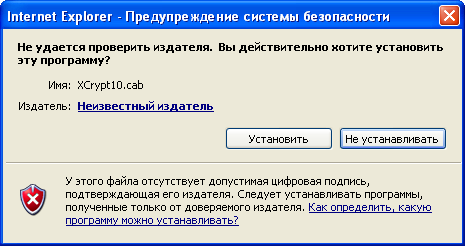 Internet Explorer - Предупреждение системы безопасности
Не удается проверить издателя. Вы действительно хотите установить
эту программу?
Имя: XCrypt10.cab
Издатель: Неизвестный издатель
Установить Не устанавливать
У этого файла отсутствует допустимая цифровая подпись,
подтверждающая его издателя. Следует устанавливать программы,
полученные только от доверяемого издателя. Как определить, какую
программу можно устанавливать?